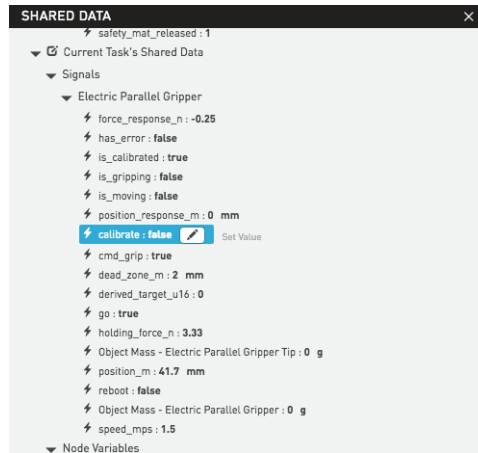 SHARED DATA
safety_mat_released : 1
Current Task's Shared Data
Signals
Electric Parallel Gripper
force_response_n : -0.25
has_error : false
is_calibrated : true
is_gripping : false
is_moving : false
position_response_m : 0 mm
calibrate : false Set Value
cmd_grip : true
dead_zone_m : 2 mm
derived_target_u16 : 0
go : true
holding_force_n : 3.33
Object Mass - Electric Parallel Gripper Tip : 0 g
position_m : 41.7 mm
reboot : false
Object Mass - Electric Parallel Gripper : 0 g
speed_mps : 1.5
Node Variables